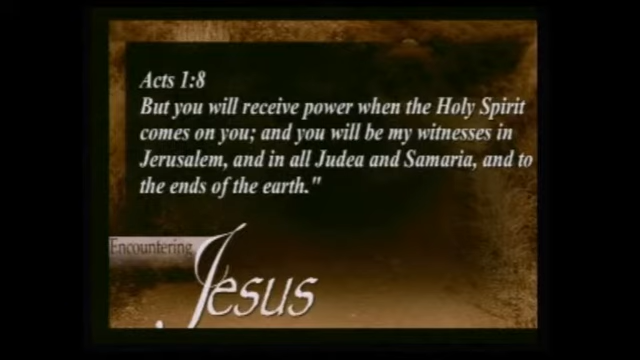 Acts 1:8
But you will receive power when the Holy Spirit
comes on you; and you will be my witnesses in
Jerusalem, and in all Judea and Samaria, and to
the ends of the earth."
Encountering
Jesus